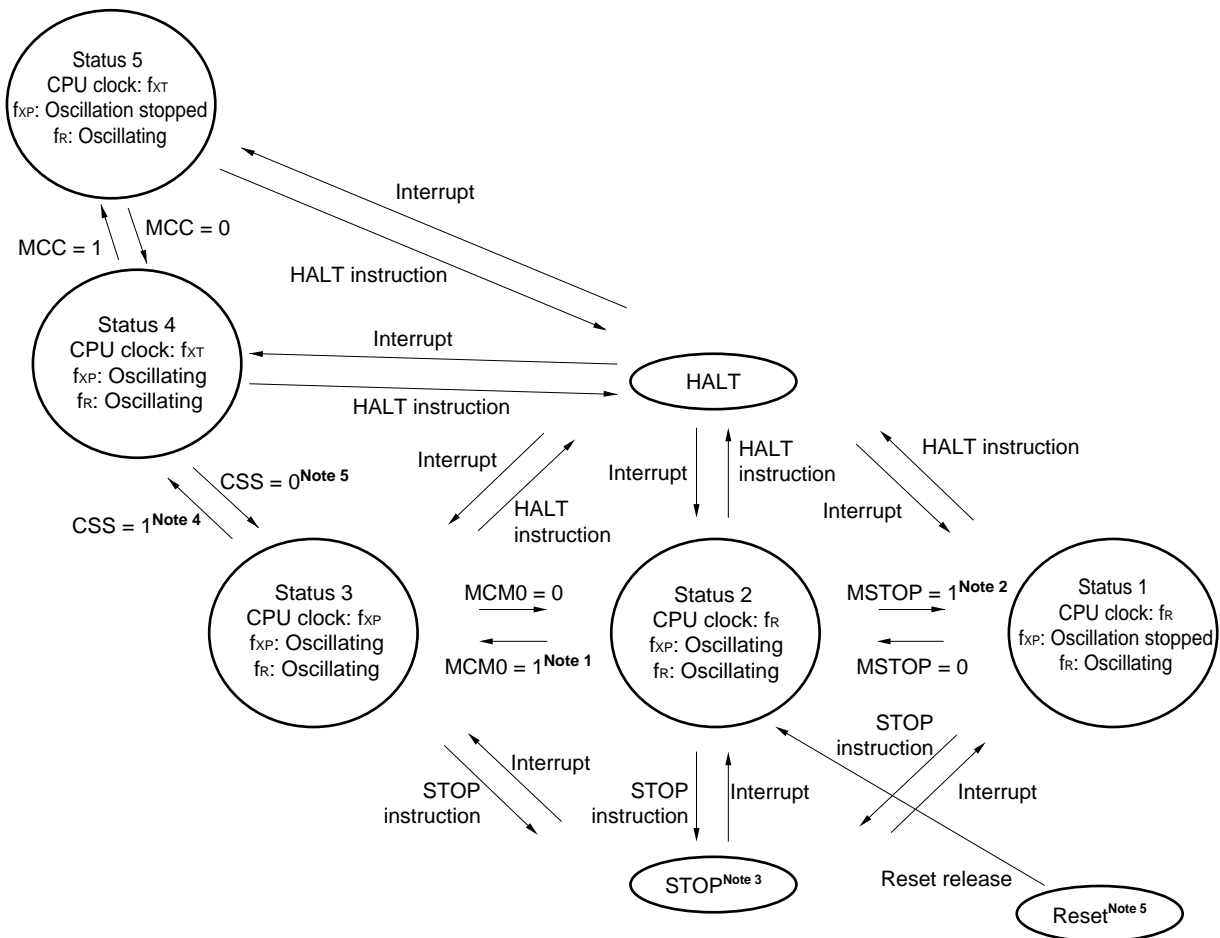 Status 5
CPU clock: fXT
fXP: Oscillation stopped
fR: Oscillating
Interrupt
MCC = 0
MCC = 1
HALT instruction
Status 4
CPU clock: fXT
fXP: Oscillating
fR: Oscillating
Interrupt
HALT instruction
HALT
CSS = 0Note 5
CSS = 1Note 4
Interrupt
HALT
instruction
Interrupt
HALT
instruction
HALT instruction
Interrupt
Status 3
CPU clock: fXP
fXP: Oscillating
fR: Oscillating
MCM0 = 0
MCM0 = 1Note 1
Status 2
CPU clock: fR
fXP: Oscillating
fR: Oscillating
MSTOP = 1Note 2
MSTOP = 0
Status 1
CPU clock: fR
fXP: Oscillation stopped
fR: Oscillating
STOP
instruction
Interrupt
STOP
instruction
Interrupt
STOP
instruction
Interrupt
STOPNote 3
Reset release
ResetNote 5